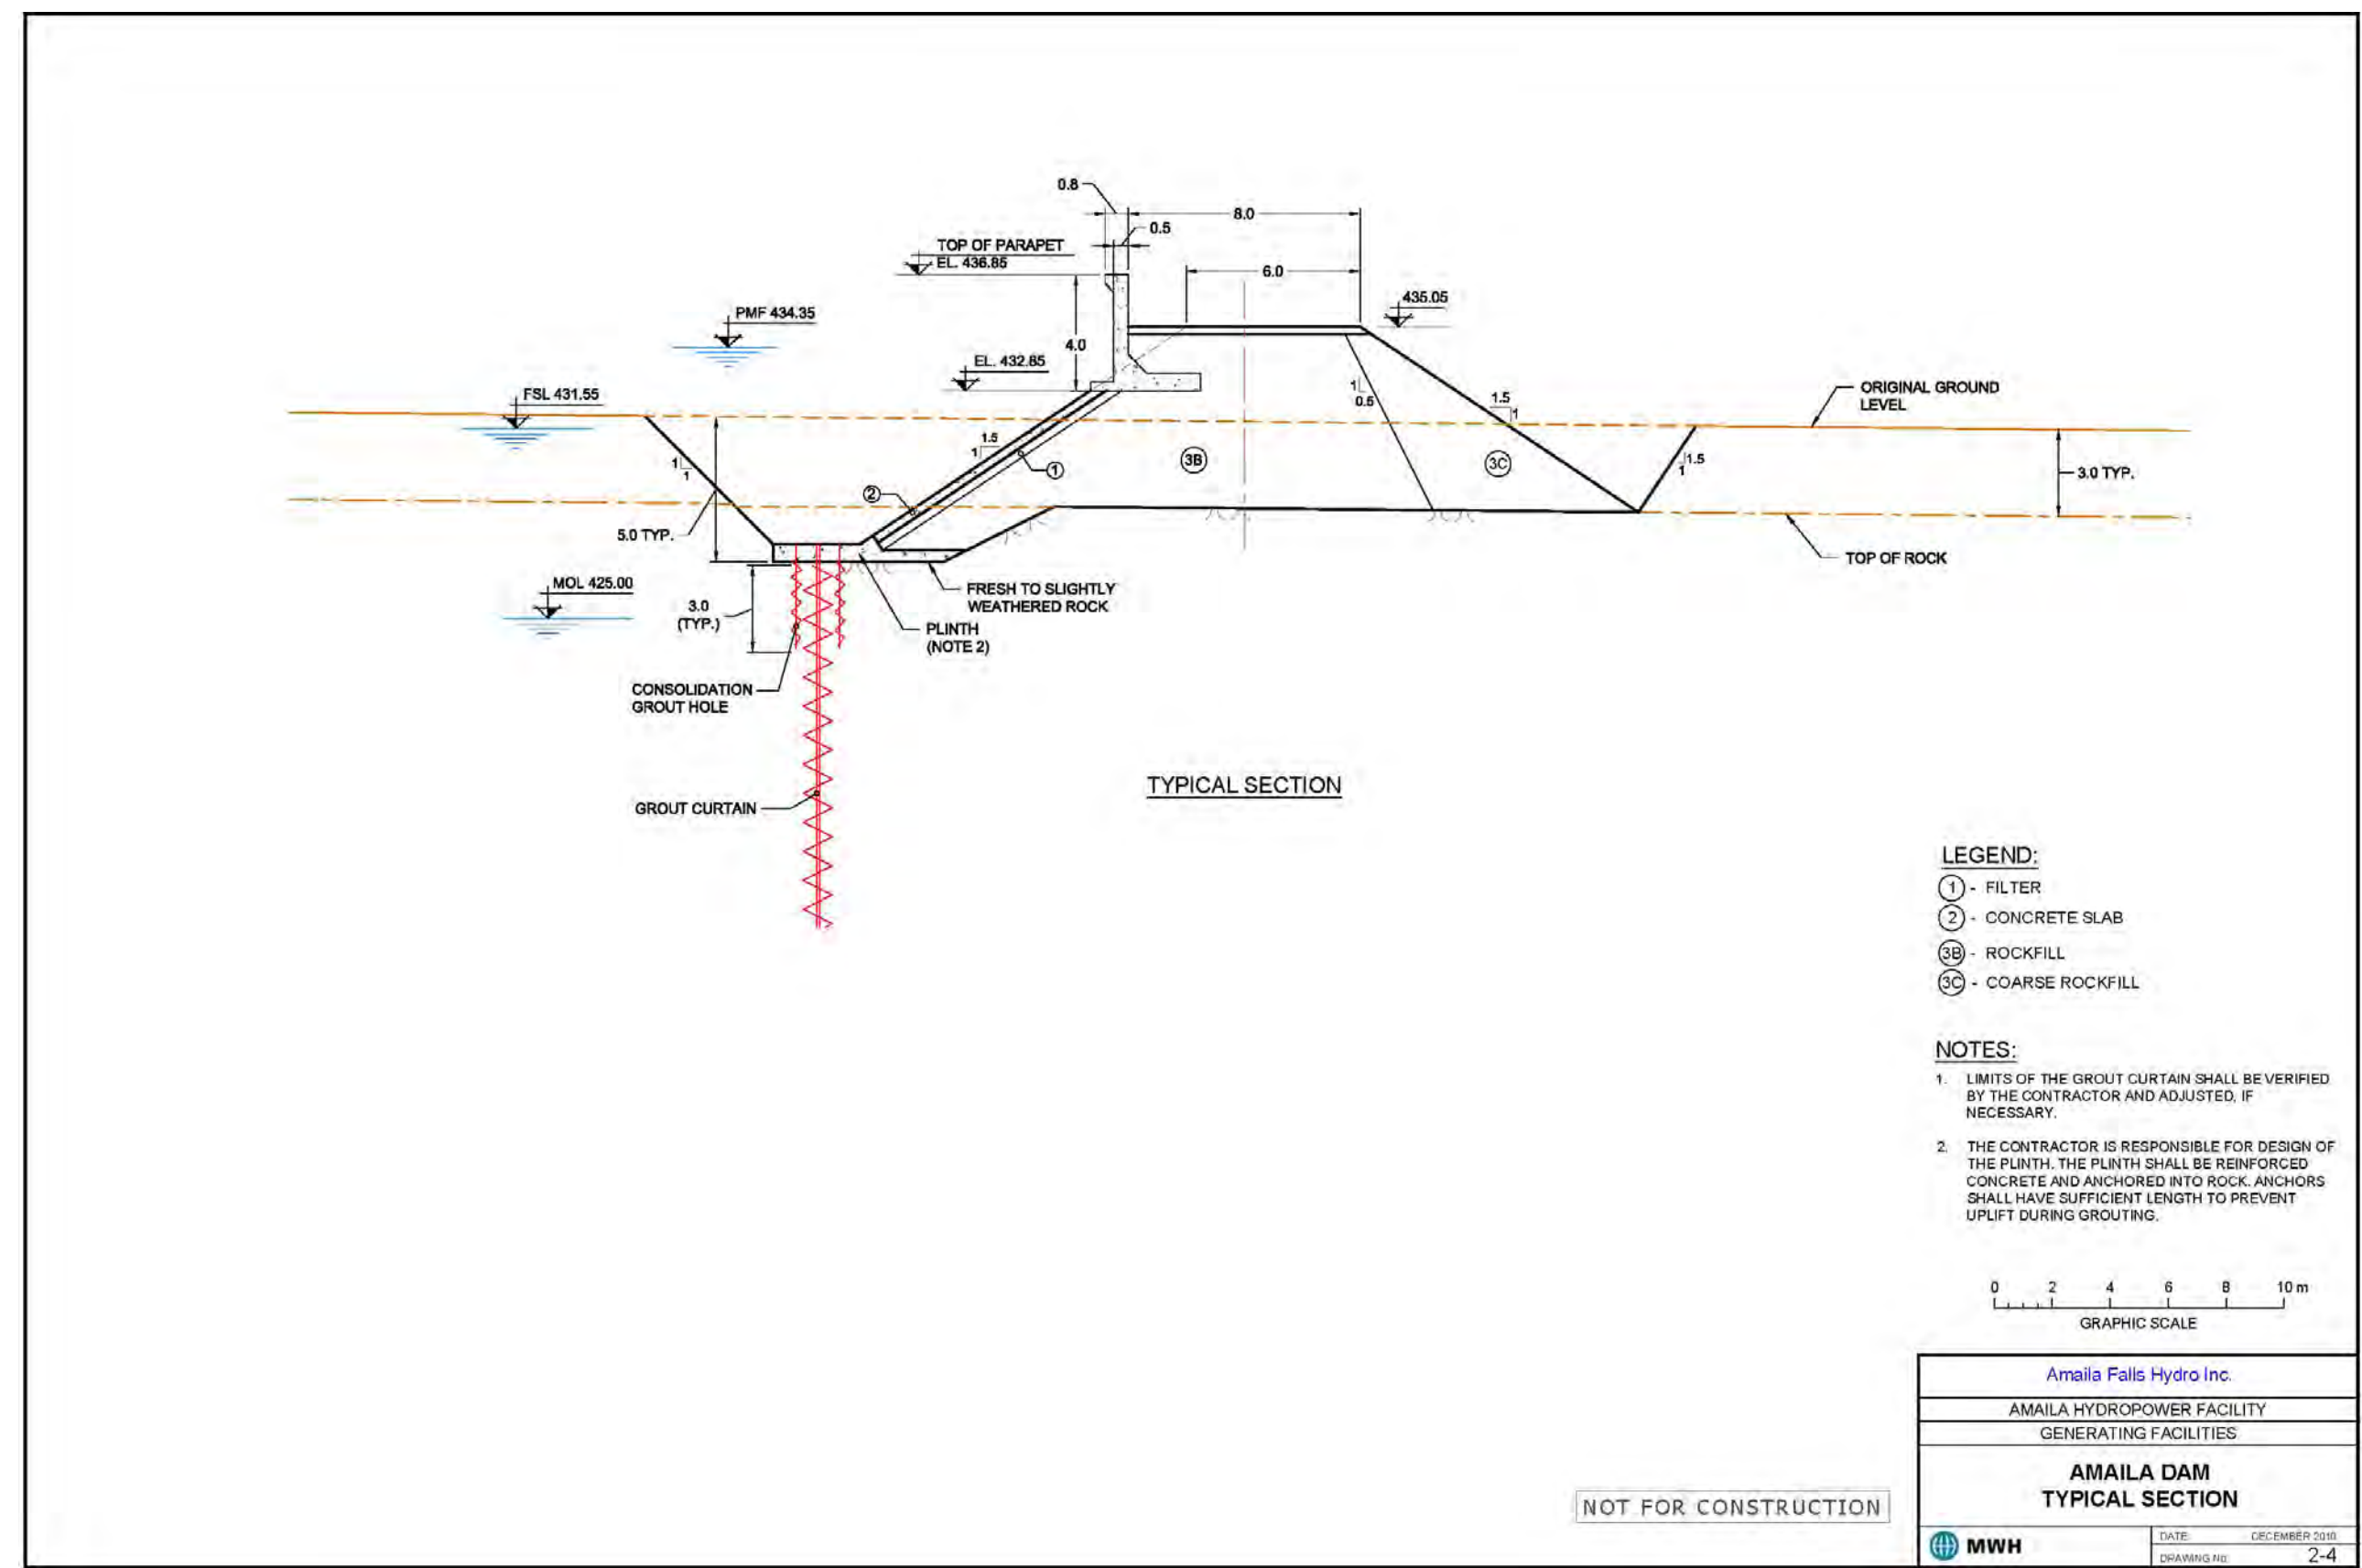 0.8
8.0
0.5
TOP OF PARAPET
EL. 436.85
6.0
435.05
PMF 434.35
4.0
EL. 432.85
FSL 431.55
1
0.5
1.5
1
ORIGINAL GROUND
LEVEL
1.5
1
1
1
1
3B
3C
1.5
1
3.0 TYP.
2
5.0 TYP.
TOP OF ROCK
MOL 425.00
3.0
(TYP.)
FRESH TO SLIGHTLY
WEATHERED ROCK
PLINTH
(NOTE 2)
CONSOLIDATION
GROUT HOLE
GROUT CURTAIN
TYPICAL SECTION
LEGEND:
1 - FILTER
2 - CONCRETE SLAB
3B - ROCKFILL
3C - COARSE ROCKFILL
NOTES:
1. LIMITS OF THE GROUT CURTAIN SHALL BE VERIFIED
BY THE CONTRACTOR AND ADJUSTED, IF
NECESSARY.
2. THE CONTRACTOR IS RESPONSIBLE FOR DESIGN OF
THE PLINTH. THE PLINTH SHALL BE REINFORCED
CONCRETE AND ANCHORED INTO ROCK. ANCHORS
SHALL HAVE SUFFICIENT LENGTH TO PREVENT
UPLIFT DURING GROUTING.
0 2 4 6 8 10 m
GRAPHIC SCALE
Amaila Falls Hydro Inc.
AMAILA HYDROPOWER FACILITY
GENERATING FACILITIES
AMAILA DAM
TYPICAL SECTION
NOT FOR CONSTRUCTION
MWH
DATE: DECEMBER 2010
DRAWING No: 2-4